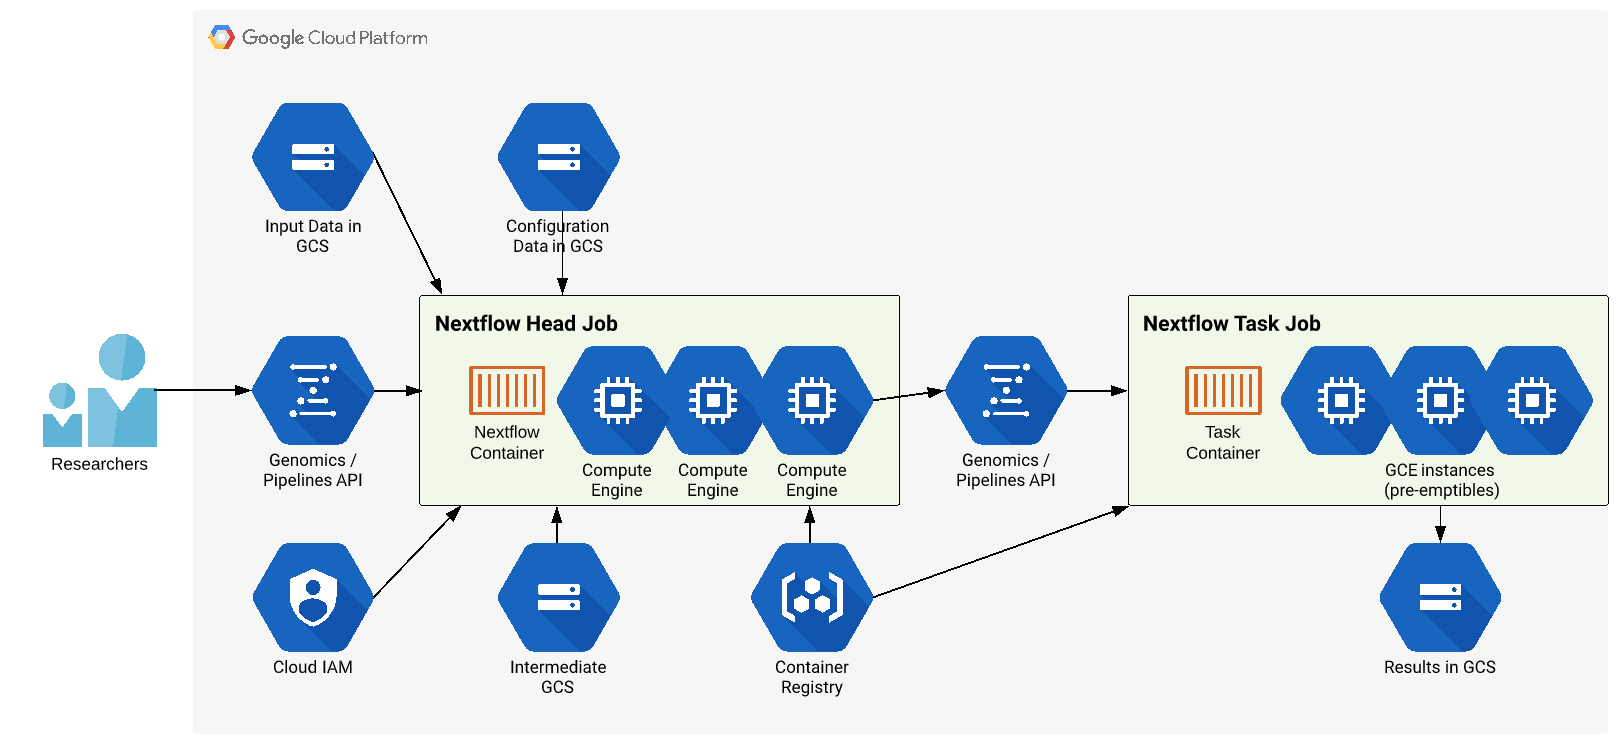 Google Cloud Platform
Input Data in
GCS
Configuration
Data in GCS
Nextflow Head Job
Nextflow
Container
Compute
Engine
Compute
Engine
Compute
Engine
Nextflow Task Job
Task
Container
GCE instances
(pre-emptibles)
Researchers
Genomics /
Pipelines API
Genomics /
Pipelines API
Cloud IAM
Intermediate
GCS
Container
Registry
Results in GCS